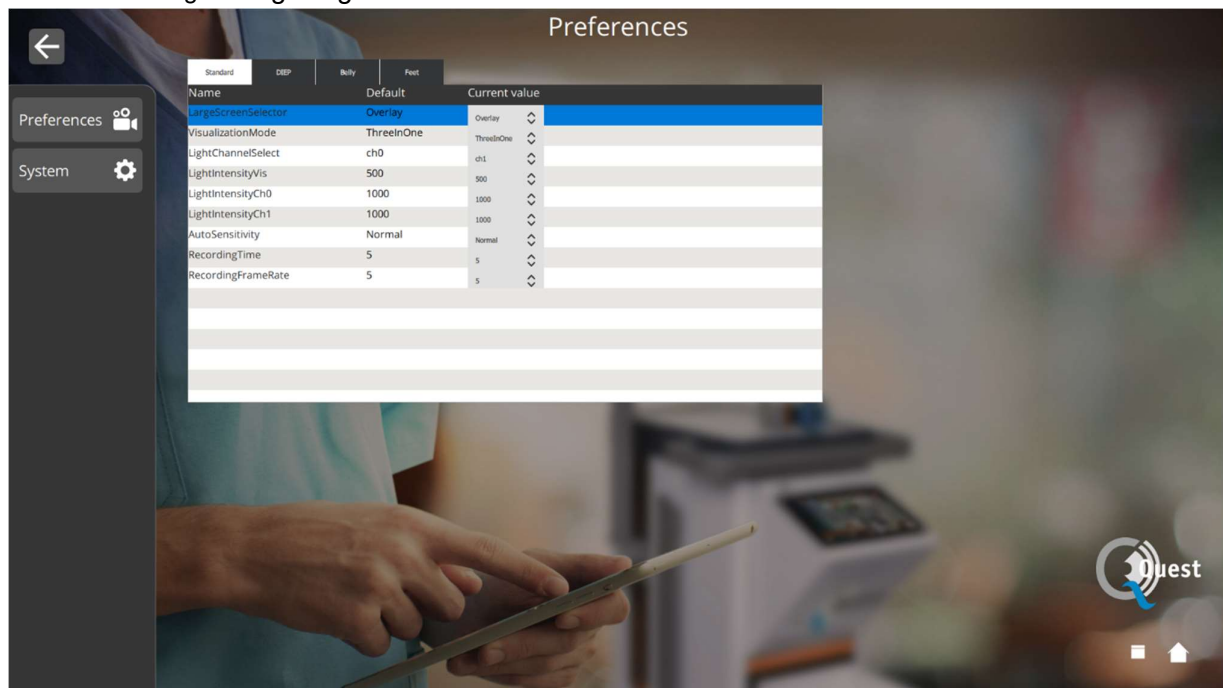 Preferences
Preferences
System
Standard DIEP Belly Feet
Name Default Current value
LargeScreenSelector Overlay Overlay
VisualizationMode ThreeInOne ThreeInOne
LightChannelSelect ch0 ch1
LightIntensityVis 500 500
LightIntensityCh0 1000 1000
LightIntensityCh1 1000 1000
AutoSensitivity Normal Normal
RecordingTime 5 5
RecordingFrameRate 5 5
Quest